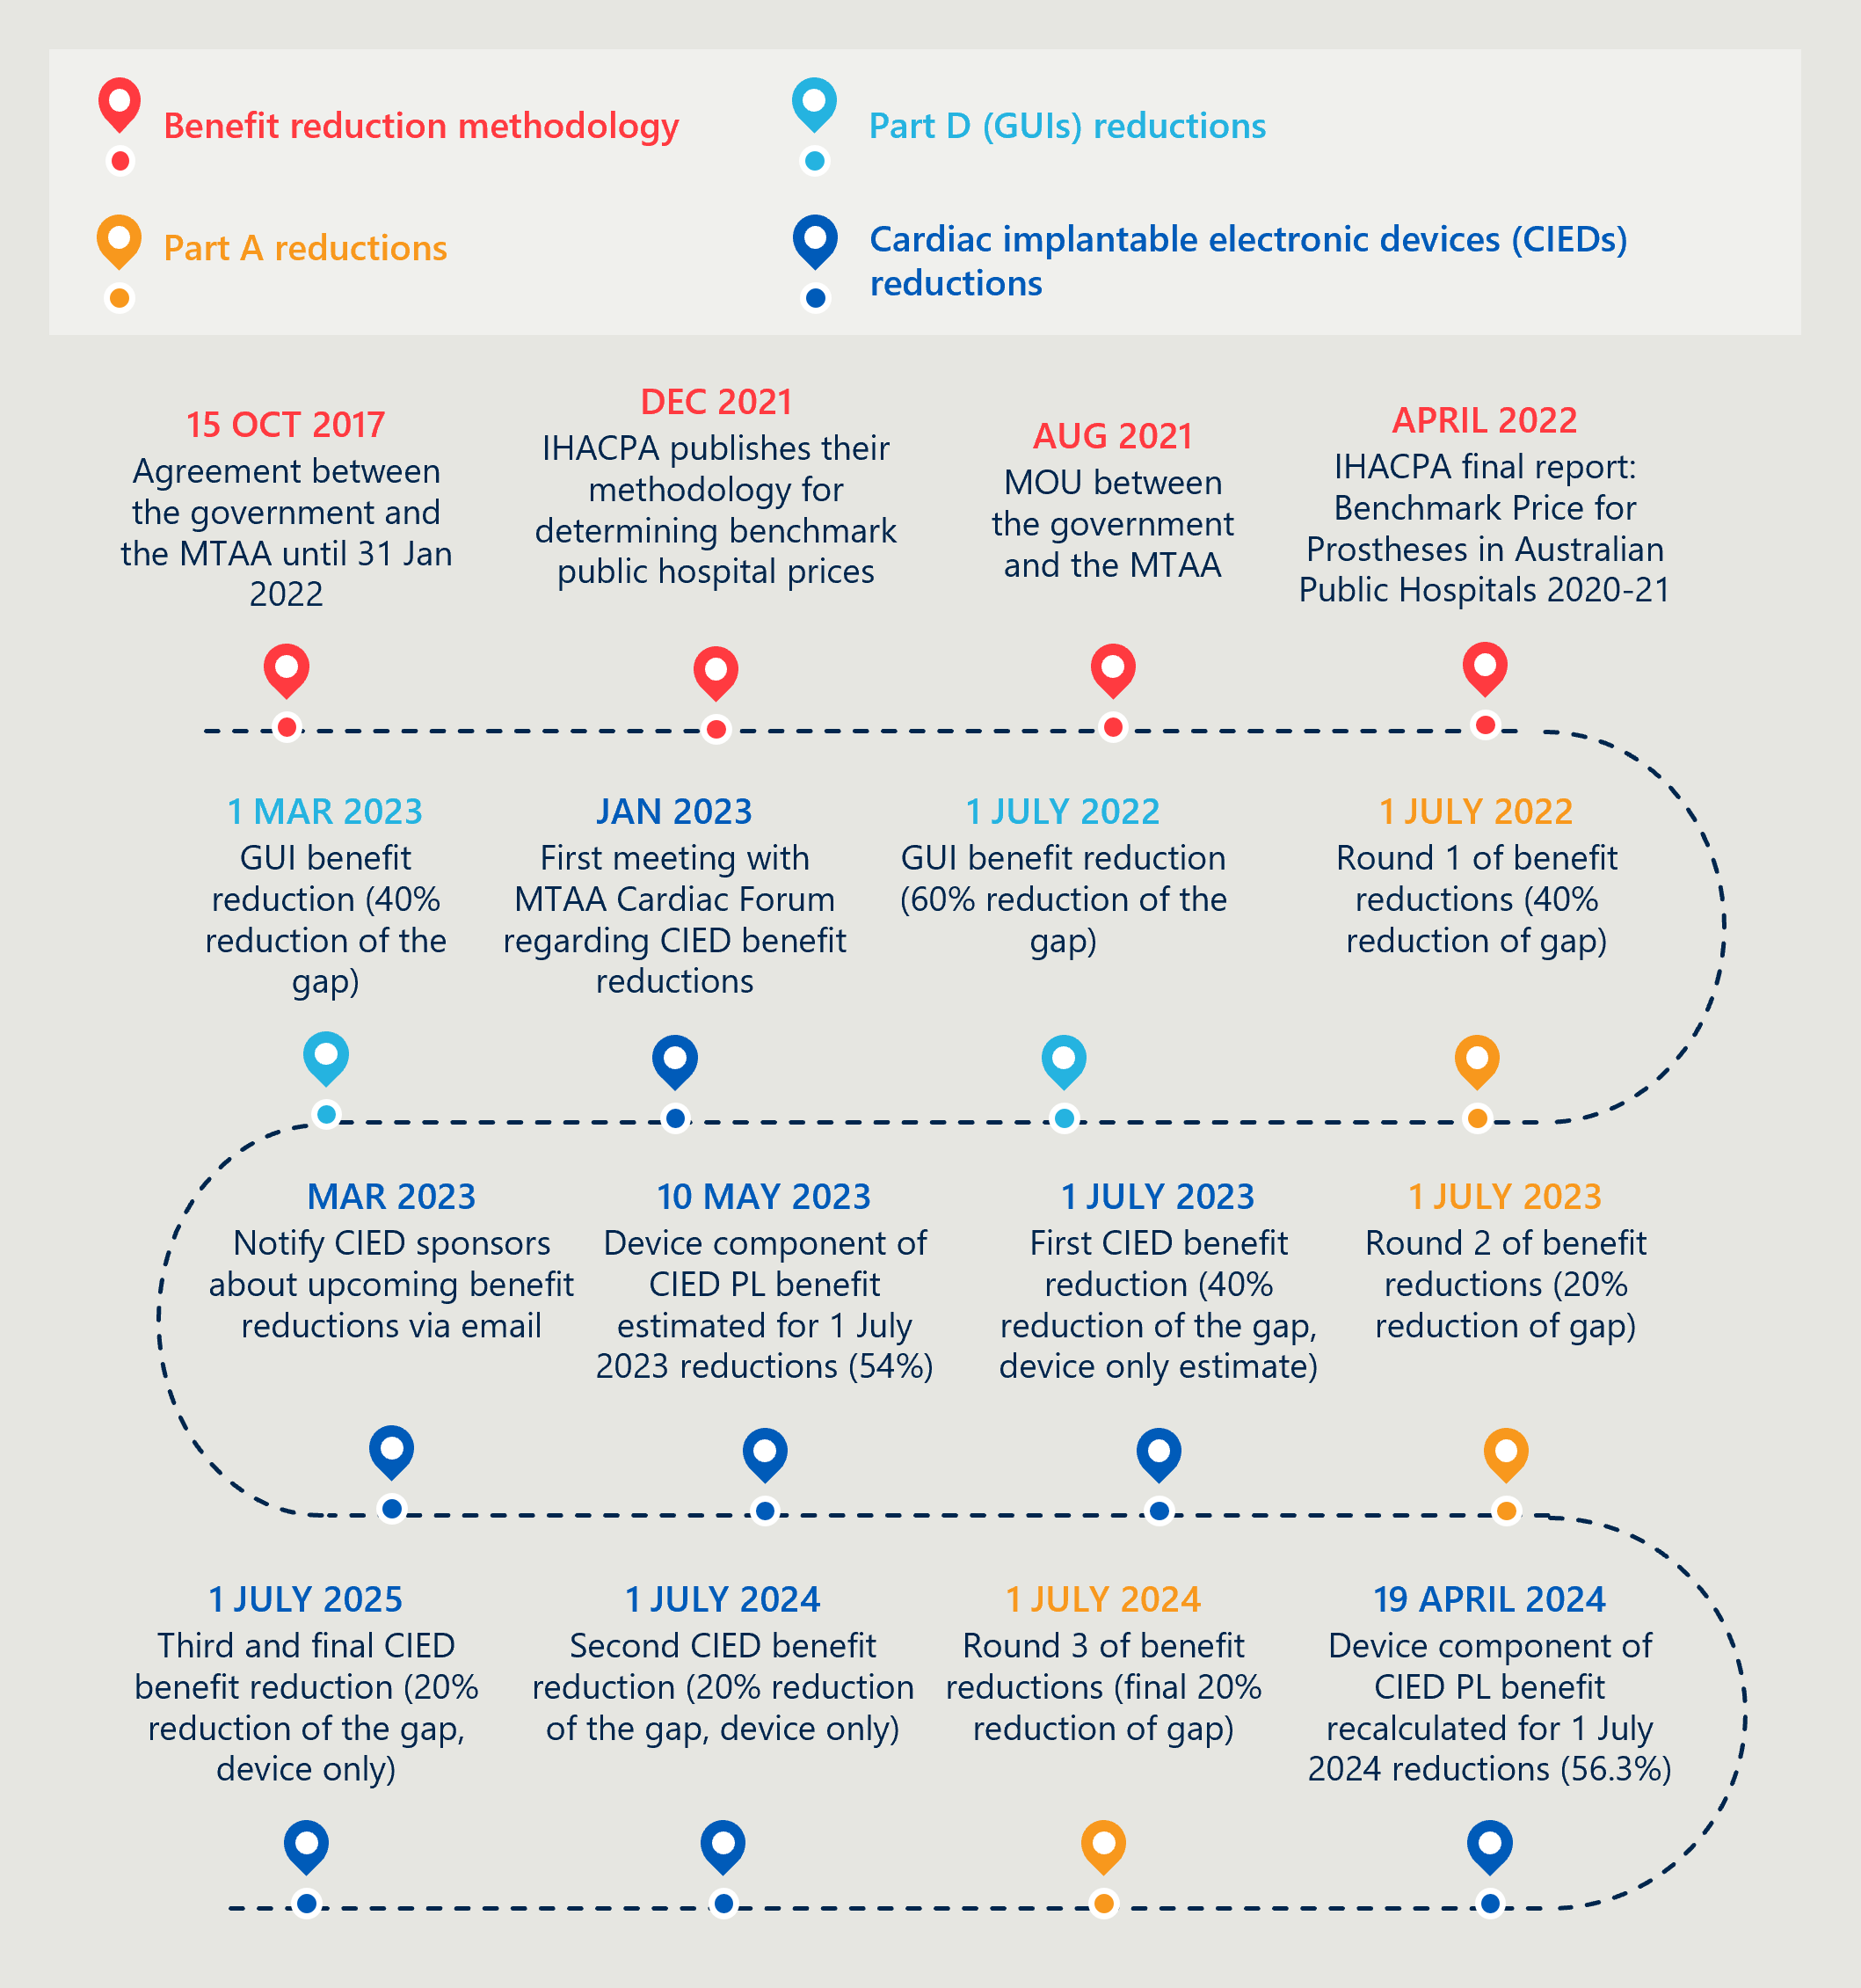 Benefit reduction methodology
Part D (GUIs) reductions
Part A reductions
Cardiac implantable electronic devices (CIEDs)
reductions
15 OCT 2017
Agreement between
the government and
the MTAA until 31 Jan
2022
DEC 2021
IHACPA publishes their
methodology for
determining benchmark
public hospital prices
AUG 2021
MOU between
the government
and the MTAA
APRIL 2022
IHACPA final report:
Benchmark Price for
Prostheses in Australian
Public Hospitals 2020-21
1 JULY 2022
Round 1 of benefit
reductions (40%
reduction of gap)
1 JULY 2022
GUI benefit reduction
(60% reduction of the
gap)
JAN 2023
First meeting with
MTAA Cardiac Forum
regarding CIED benefit
reductions
1 MAR 2023
GUI benefit
reduction (40%
reduction of the
gap)
MAR 2023
Notify CIED sponsors
about upcoming benefit
reductions via email
10 MAY 2023
Device component of
CIED PL benefit
estimated for 1 July
2023 reductions (54%)
1 JULY 2023
First CIED benefit
reduction (40%
reduction of the gap,
device only estimate)
1 JULY 2023
Round 2 of benefit
reductions (20%
reduction of gap)
19 APRIL 2024
Device component of
CIED PL benefit
recalculated for 1 July
2024 reductions (56.3%)
1 JULY 2024
Round 3 of benefit
reductions (final 20%
reduction of gap)
1 JULY 2024
Second CIED benefit
reduction (20% reduction
of the gap, device only)
1 JULY 2025
Third and final CIED
benefit reduction (20%
reduction of the gap,
device only)